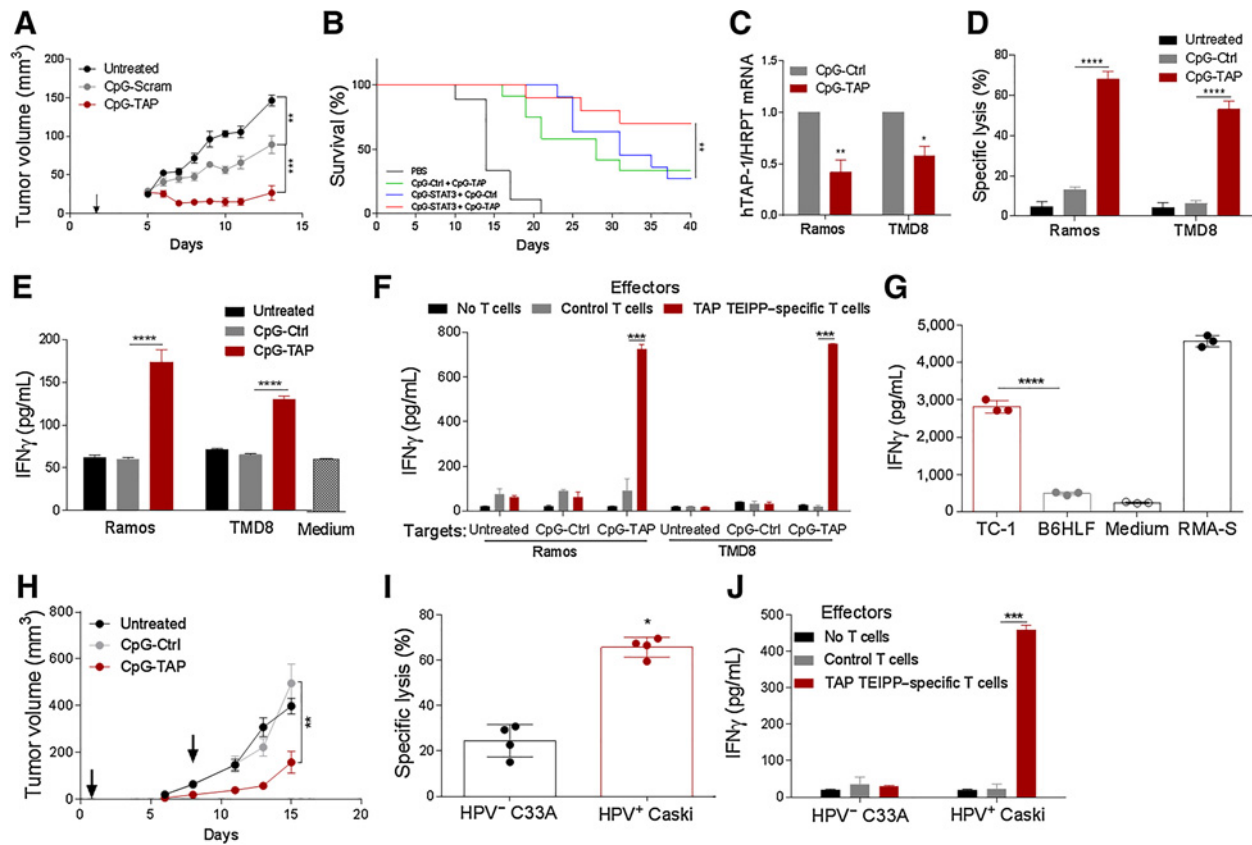 A
Tumor volume (mm³)
200
150
100
50
0
0
5
10
15
Days
Untreated
CpG-Scram
CpG-TAP
**
***
B
Survival (%)
100
80
60
40
20
0
0
5
10
15
20
25
30
35
40
Days
PBS
CpG-Ctrl + CpG-TAP
CpG-STAT3 + CpG-Ctrl
CpG-STAT3 + CpG-TAP
**
C
hTAP-1/HRPT mRNA
1.5
1.0
0.5
0.0
CpG-Ctrl
CpG-TAP
**
*
Ramos
TMD8
D
Specific lysis (%)
80
60
40
20
0
Untreated
CpG-Ctrl
CpG-TAP
****
****
Ramos
TMD8
E
IFNγ (pg/mL)
200
150
100
50
0
Untreated
CpG-Ctrl
CpG-TAP
****
****
Ramos
TMD8
Medium
F
Effectors
No T cells
Control T cells
TAP TEIPP–specific T cells
IFNγ (pg/mL)
800
600
400
200
0
***
***
Targets:
Untreated
CpG-Ctrl
CpG-TAP
Untreated
CpG-Ctrl
CpG-TAP
Ramos
TMD8
G
IFNγ (pg/mL)
5,000
4,000
3,000
2,000
1,000
0
****
TC-1
B6HLF
Medium
RMA-S
H
Tumor volume (mm³)
800
600
400
200
0
0
5
10
15
20
Days
Untreated
CpG-Ctrl
CpG-TAP
**
I
Specific lysis (%)
80
60
40
20
0
*
HPV⁻ C33A
HPV⁺ Caski
J
IFNγ (pg/mL)
500
400
300
200
100
0
Effectors
No T cells
Control T cells
TAP TEIPP–specific T cells
***
HPV⁻ C33A
HPV⁺ Caski